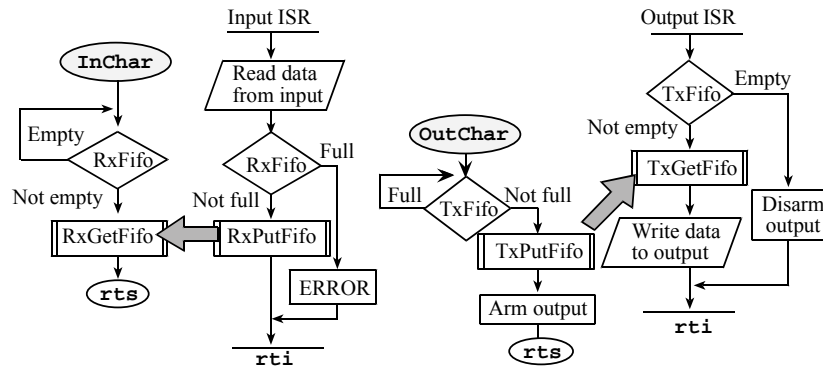 InChar
Empty
RxFifo
Not empty
RxGetFifo
rts
Input ISR
Read data
from input
RxFifo
Full
Not full
RxPutFifo
ERROR
rti
OutChar
Full
TxFifo
Not full
TxPutFifo
Arm output
rts
Output ISR
TxFifo
Empty
Not empty
TxGetFifo
Write data
to output
Disarm
output
rti